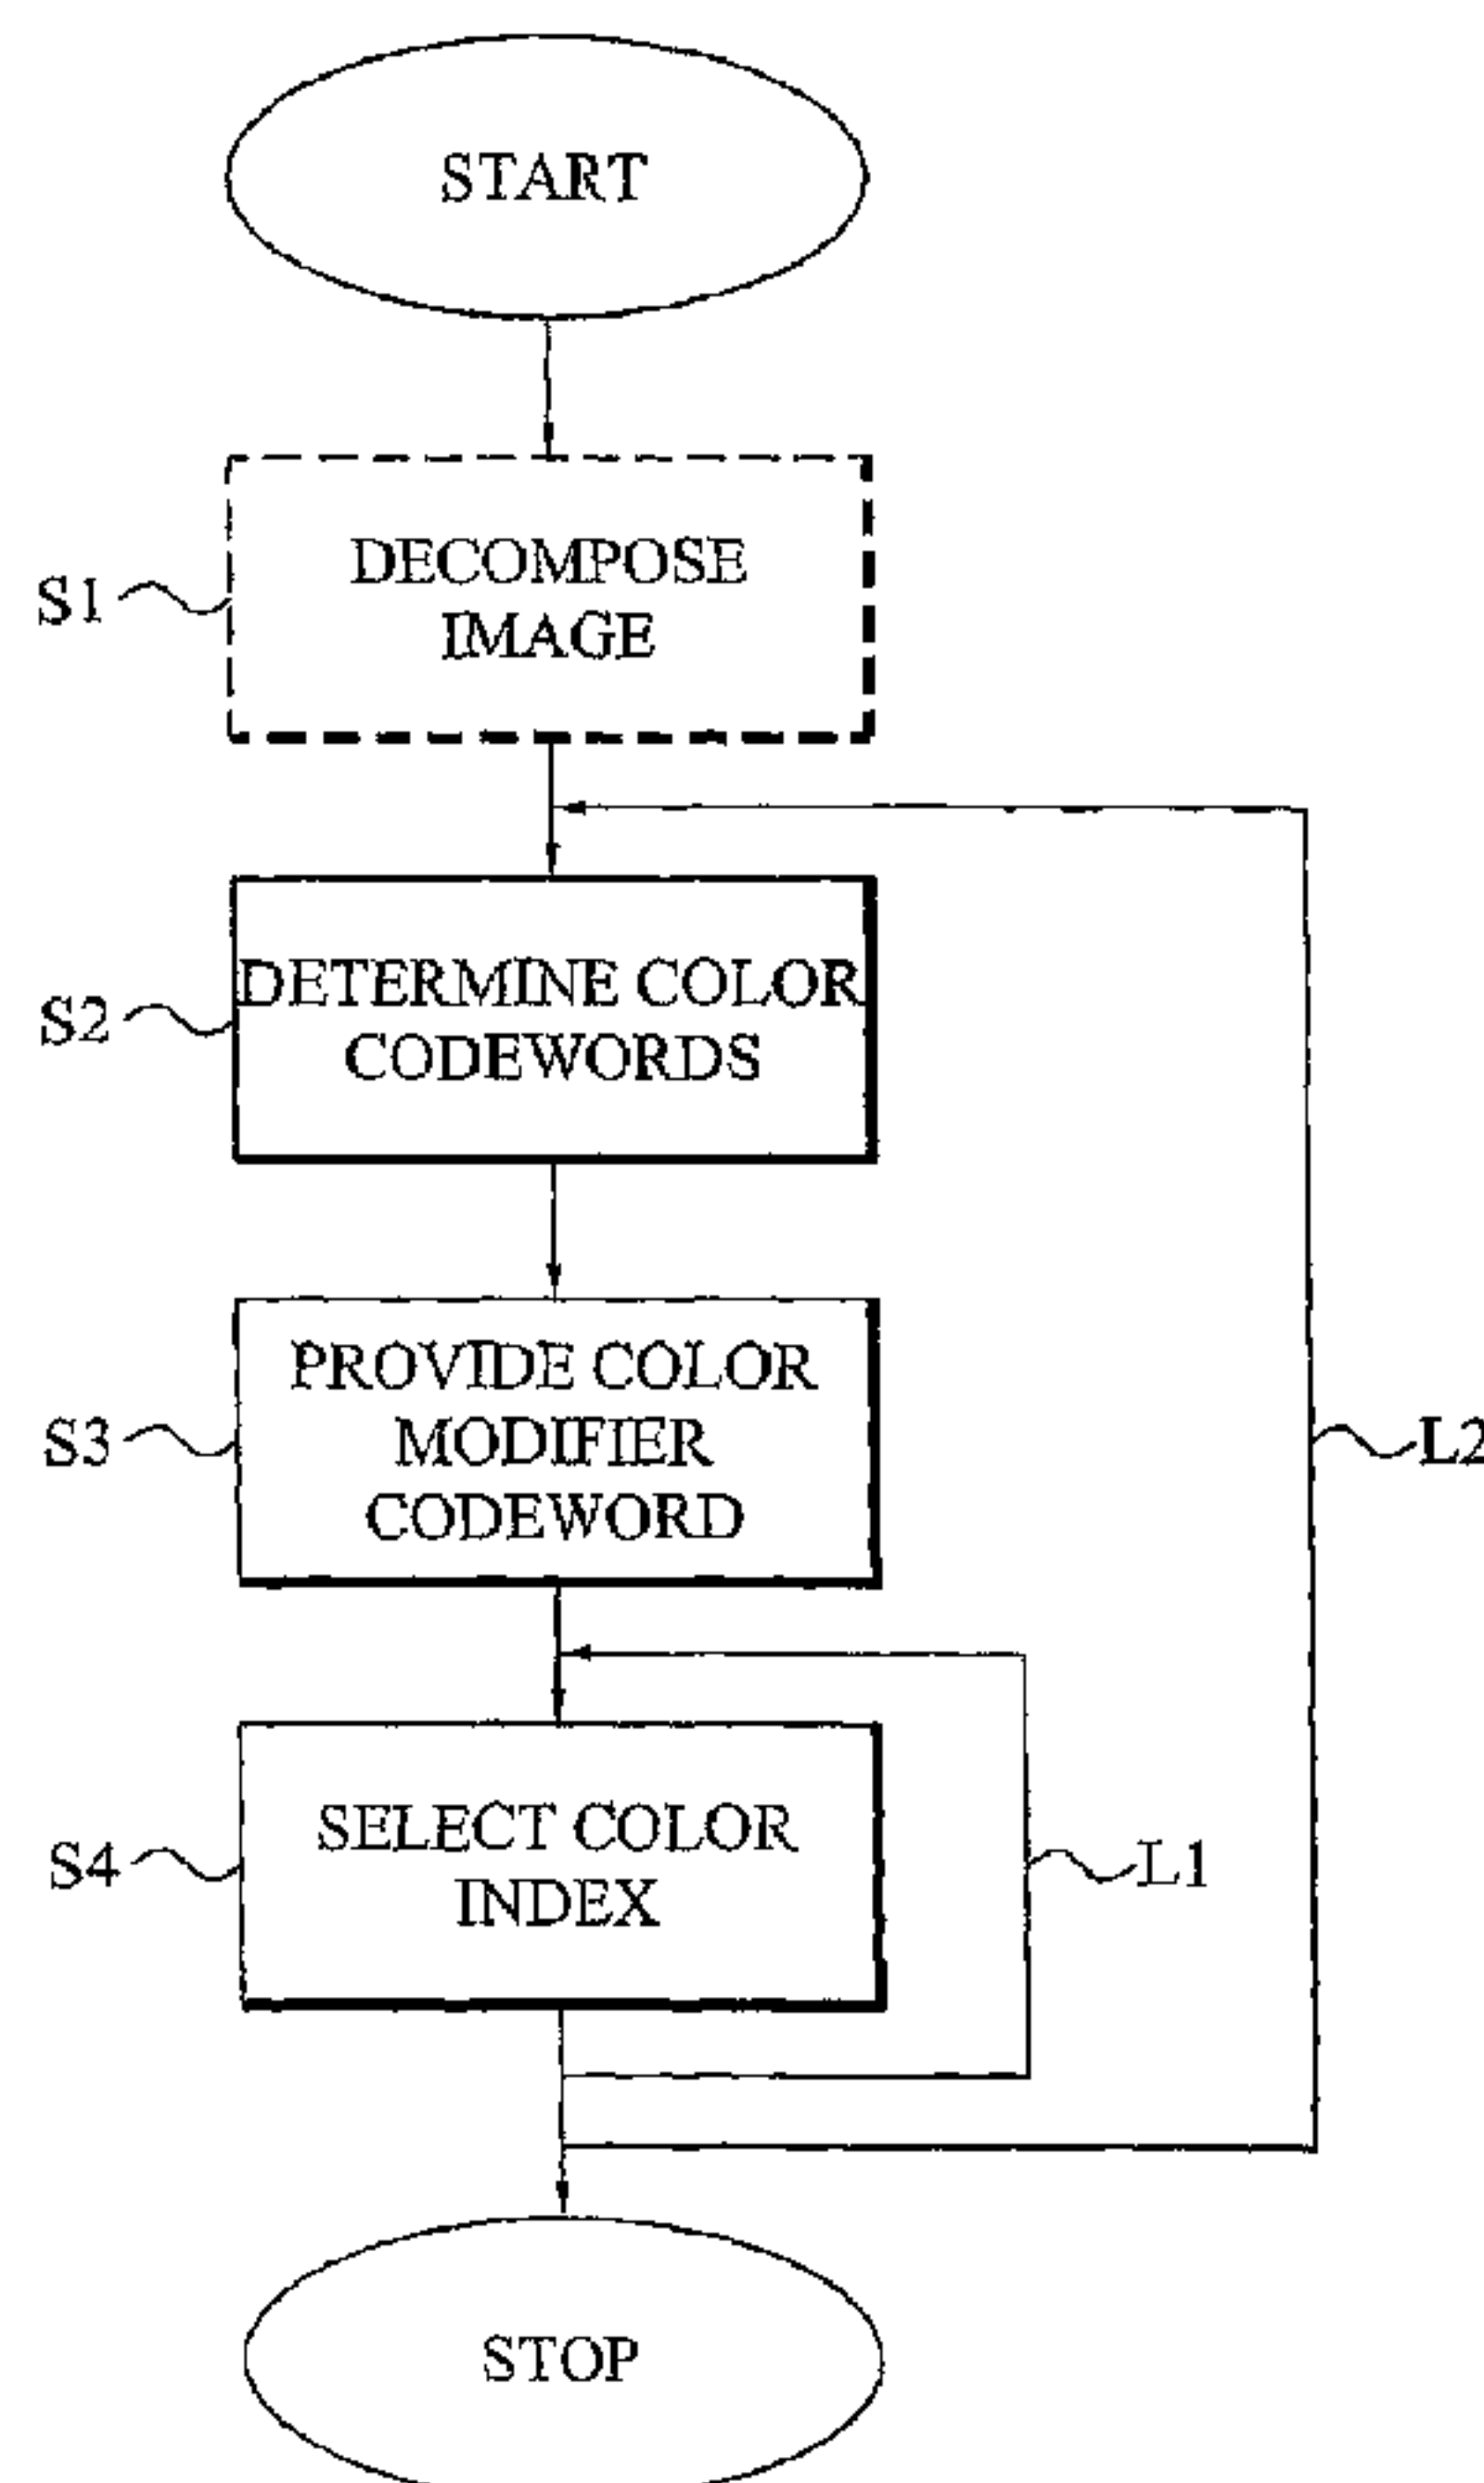 START
DECOMPOSE
IMAGE
S1
DETERMINE COLOR
CODEWORDS
S2
PROVIDE COLOR
MODIFIER
CODEWORD
S3
L2
SELECT COLOR
INDEX
S4
L1
STOP